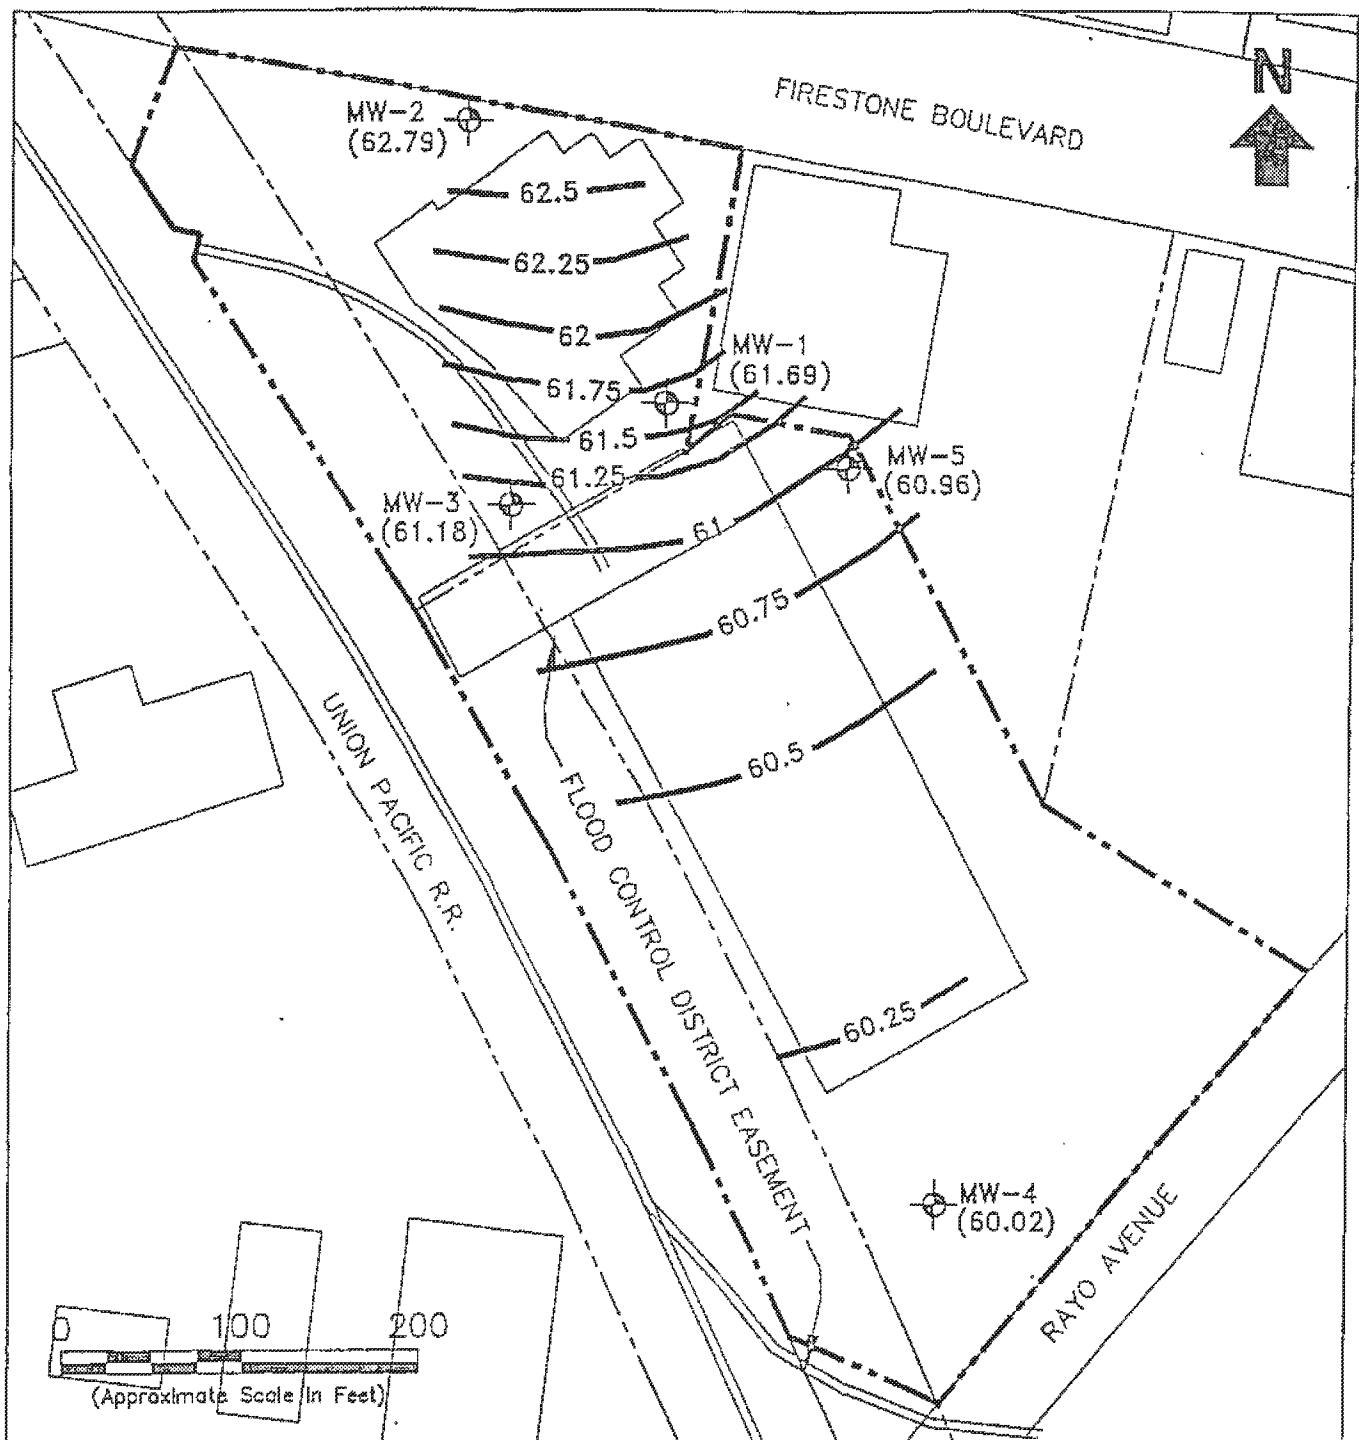 FIRESTONE BOULEVARD
N
MW-2
(62.79)
62.5
62.25
62
MW-1
(61.69)
61.75
61.5
61.25
MW-5
(60.96)
MW-3
(61.18)
61
60.75
60.5
UNION PACIFIC R.R.
FLOOD CONTROL DISTRICT EASEMENT
60.25
MW-4
(60.02)
RAYO AVENUE
0 100 200
(Approximate Scale In Feet)